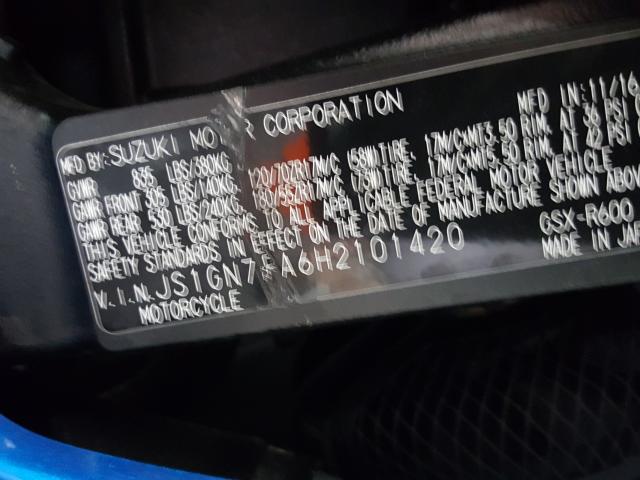 MFD BY: SUZUKI MOTOR CORPORATION MFD IN: 11/16
GVWR 835 LBS/380KG
GAWR FRONT 305 LBS/140KG, 120/70ZR17M/C (58W)TIRE, 17M/CxMT3.50 RIM, AT 36 PSI
GAWR REAR 530 LBS/240KG, 180/55ZR17M/C (73W)TIRE, 17M/CxMT5.50 RIM, AT 42 PSI
THIS VEHICLE CONFORMS TO ALL APPLICABLE FEDERAL MOTOR VEHICLE
SAFETY STANDARDS IN EFFECT ON THE DATE OF MANUFACTURE SHOWN ABOV
V.I.N. JS1GN7 A6H2101420 GSX-R600
MOTORCYCLE MADE IN JAP